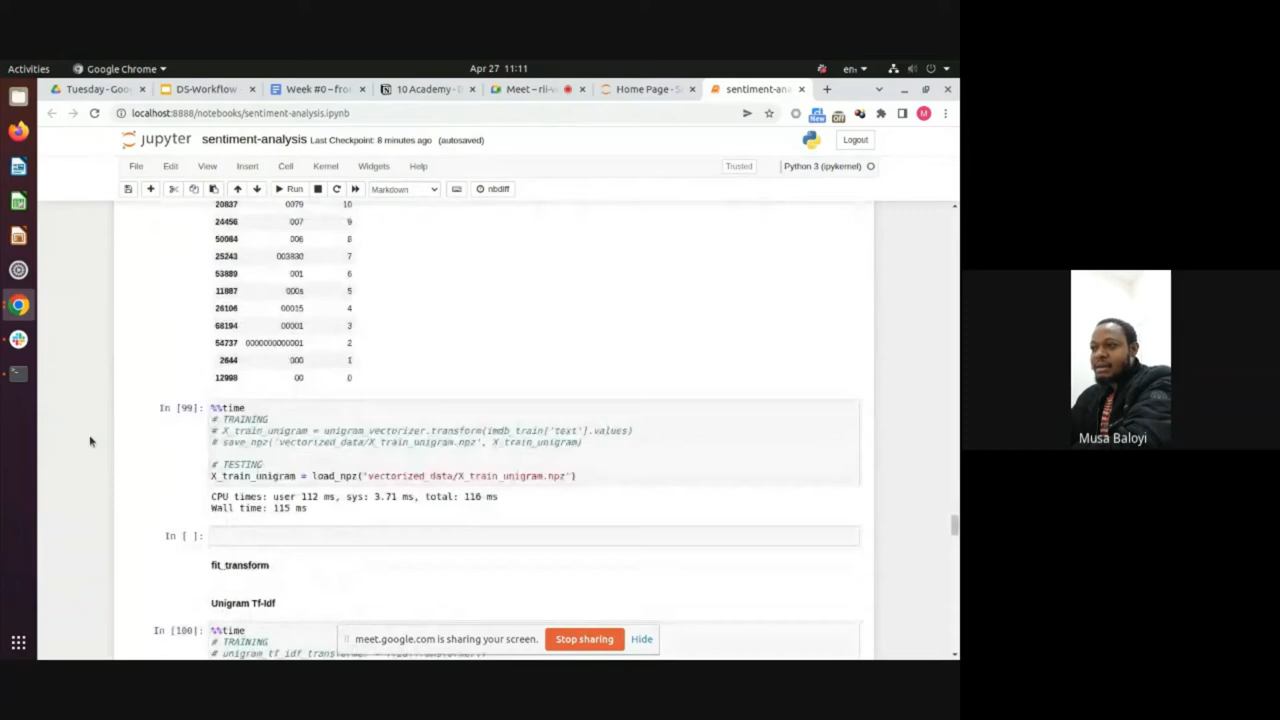 Activities
Google Chrome
Apr 27 11:11
en₁
Tuesday - Goo
DS-Workflow -
Week #0 – fro
10 Academy - D
Meet – rii-v
Home Page - S
sentiment-analysis
localhost:8888/notebooks/sentiment-analysis.ipynb
New
Off
M
jupyter sentiment-analysis Last Checkpoint: 8 minutes ago (autosaved)
Logout
File Edit View Insert Cell Kernel Widgets Help
Trusted
Python 3 (ipykernel)
Run
Markdown
nbdiff
20837 0079 10
24456 007 9
50084 006 8
25243 003830 7
53889 001 6
11887 000s 5
26106 00015 4
68194 00001 3
54737 0000000000001 2
2644 000 1
12998 00 0
In [99]:
%%time
# TRAINING
# X_train_unigram = unigram_vectorizer.transform(imdb_train['text'].values)
# save_npz('vectorized_data/X_train_unigram.npz', X_train_unigram)
# TESTING
X_train_unigram = load_npz("vectorized_data/X_train_unigram.npz")
CPU times: user 112 ms, sys: 3.71 ms, total: 116 ms
Wall time: 115 ms
In [ ]:
fit_transform
Unigram Tf-Idf
In [100]:
%%time
# TRAINING
meet.google.com is sharing your screen.
Stop sharing
Hide
Musa Baloyi